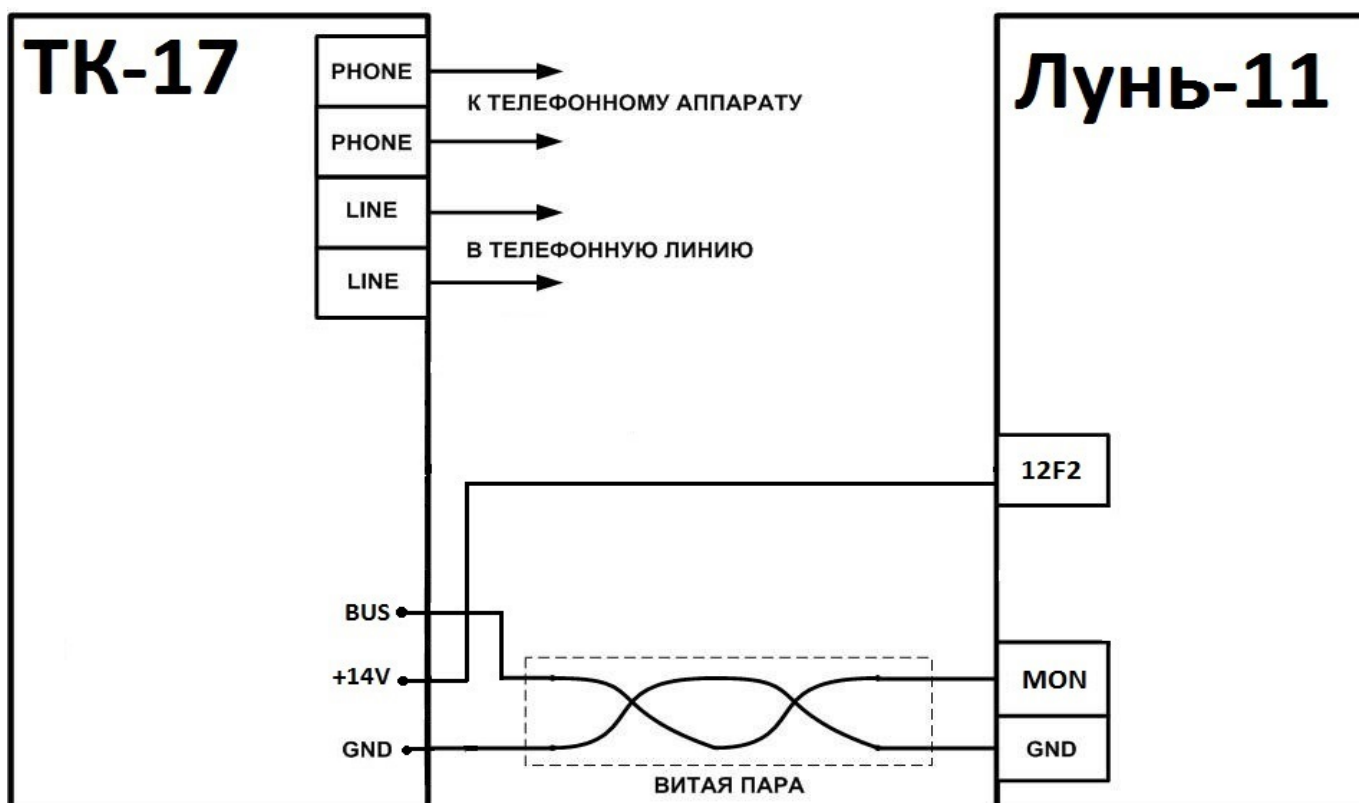 ТК-17
Лунь-11
PHONE
К ТЕЛЕФОННОМУ АППАРАТУ
PHONE
LINE
В ТЕЛЕФОННУЮ ЛИНИЮ
LINE
12F2
BUS
+14V
MON
GND
GND
ВИТАЯ ПАРА